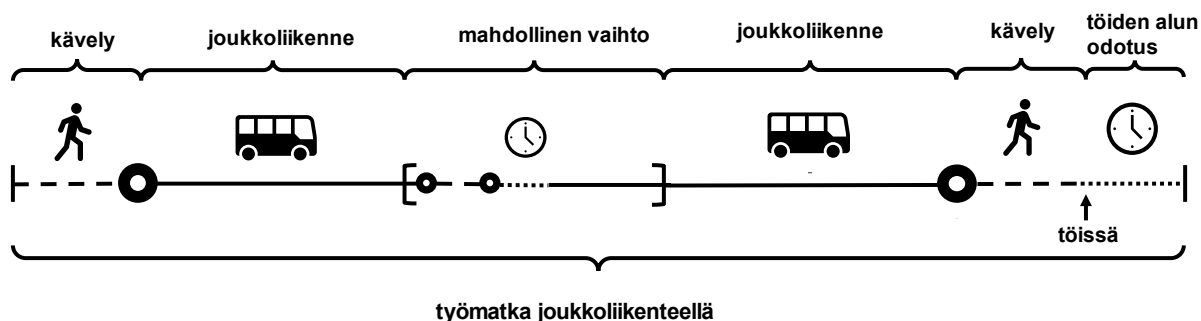 kävely
joukkoliikenne
mahdollinen vaihto
joukkoliikenne
kävely
töiden alun
odotus
töissä
työmatka joukkoliikenteellä